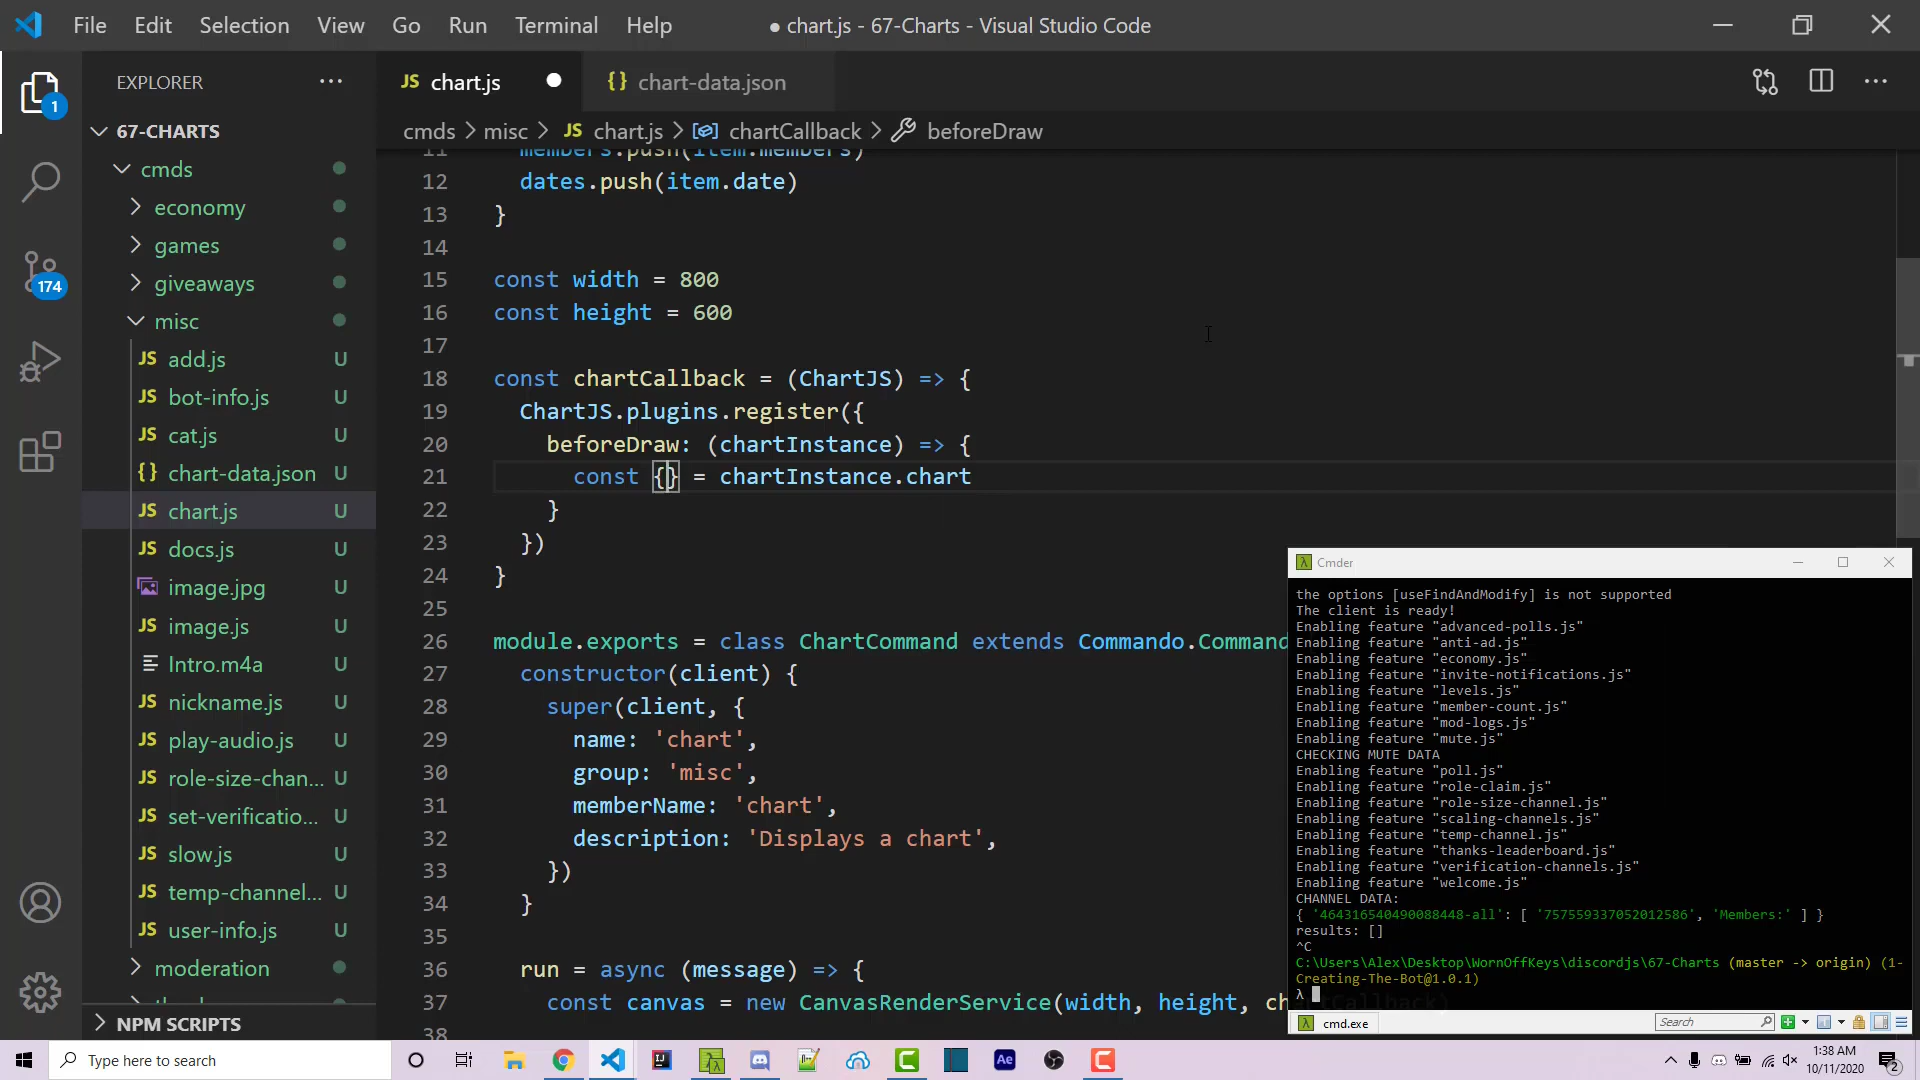 File Edit Selection View Go Run Terminal Help
● chart.js - 67-Charts - Visual Studio Code
EXPLORER
1
174
67-CHARTS
cmds
economy
games
giveaways
misc
JS add.js U
JS bot-info.js U
JS cat.js U
{} chart-data.json U
JS chart.js U
JS docs.js U
image.jpg U
JS image.js U
Intro.m4a U
JS nickname.js U
JS play-audio.js U
JS role-size-chan... U
JS set-verificatio... U
JS slow.js U
JS temp-channel... U
JS user-info.js U
moderation
NPM SCRIPTS
JS chart.js
{} chart-data.json
cmds > misc > JS chart.js > chartCallback > beforeDraw
11 members.push(item.members)
12 dates.push(item.date)
13 }
14
15 const width = 800
16 const height = 600
17
18 const chartCallback = (ChartJS) => {
19 ChartJS.plugins.register({
20 beforeDraw: (chartInstance) => {
21 const {} = chartInstance.chart
22 }
23 })
24 }
25
26 module.exports = class ChartCommand extends Commando.Command
27 constructor(client) {
28 super(client, {
29 name: 'chart',
30 group: 'misc',
31 memberName: 'chart',
32 description: 'Displays a chart',
33 })
34 }
35
36 run = async (message) => {
37 const canvas = new CanvasRenderService(width, height, chartCallback)
38
λ Cmder
the options [useFindAndModify] is not supported
The client is ready!
Enabling feature "advanced-polls.js"
Enabling feature "anti-ad.js"
Enabling feature "economy.js"
Enabling feature "invite-notifications.js"
Enabling feature "levels.js"
Enabling feature "member-count.js"
Enabling feature "mod-logs.js"
Enabling feature "mute.js"
CHECKING MUTE DATA
Enabling feature "poll.js"
Enabling feature "role-claim.js"
Enabling feature "role-size-channel.js"
Enabling feature "scaling-channels.js"
Enabling feature "temp-channel.js"
Enabling feature "thanks-leaderboard.js"
Enabling feature "verification-channels.js"
Enabling feature "welcome.js"
CHANNEL DATA:
{ '464316540490088448-all': [ '757559337052012586', 'Members:' ] }
results: []
^C
C:\Users\Alex\Desktop\WornOffKeys\discordjs\67-Charts (master -> origin) (1-
Creating-The-Bot@1.0.1)
λ
λ cmd.exe
Search
Type here to search
Ae
1:38 AM
10/11/2020
2